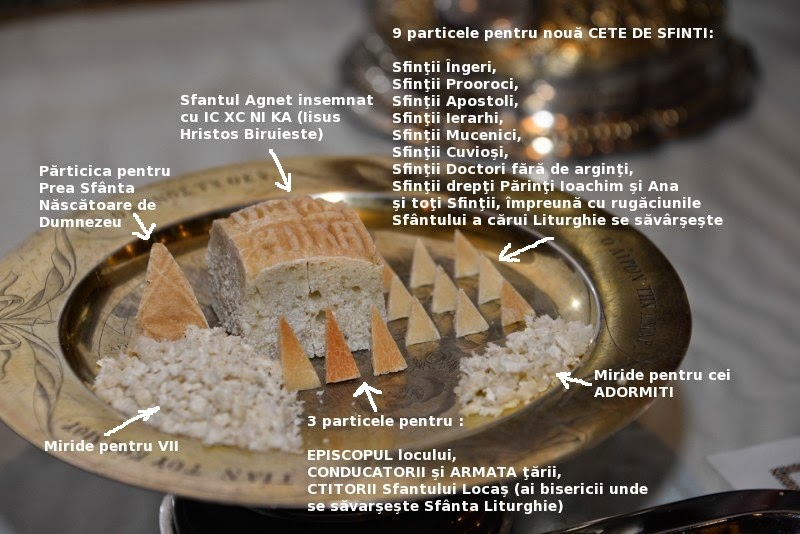 9 particele pentru nouă CETE DE SFINTI:
Sfinţii Îngeri,
Sfinţii Prooroci,
Sfinţii Apostoli,
Sfinţii Ierarhi,
Sfinţii Mucenici,
Sfinţii Cuvioşi,
Sfinţii Doctori fără de arginţi,
Sfinţii drepţi Părinţi Ioachim şi Ana
şi toţi Sfinţii, împreună cu rugăciunile
Sfântului a cărui Liturghie se săvârşeşte
Sfantul Agnet insemnat
cu IC XC NI KA (Iisus
Hristos Biruieste)
Părticica pentru
Prea Sfânta
Născătoare de
Dumnezeu
Miride pentru cei
ADORMITI
Miride pentru VII
3 particele pentru :
EPISCOPUL locului,
CONDUCATORII şi ARMATA ţării,
CTITORII Sfantului Locaş (ai bisericii unde
se săvarşeşte Sfânta Liturghie)